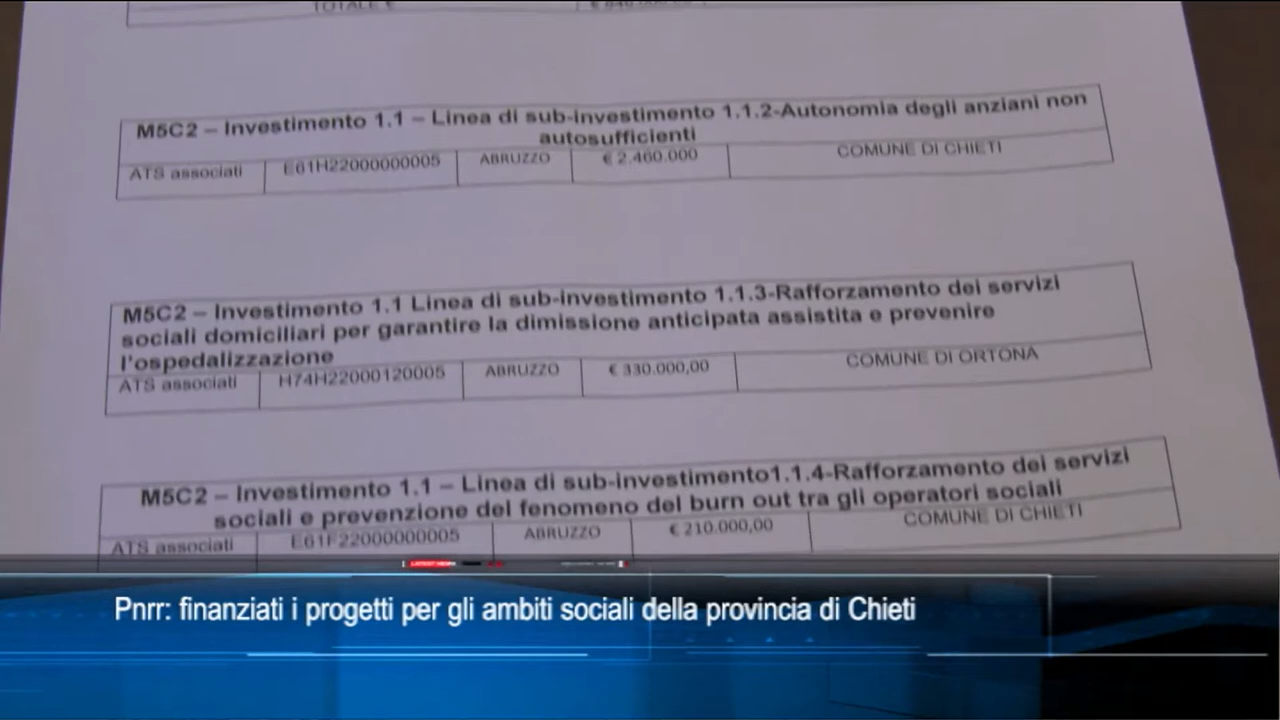 TOTALE €
M5C2 – Investimento 1.1 – Linea di sub-investimento 1.1.2-Autonomia degli anziani non
autosufficienti
ATS associati E61H22000000005 ABRUZZO € 2.460.000 COMUNE DI CHIETI
M5C2 – Investimento 1.1 Linea di sub-investimento 1.1.3-Rafforzamento dei servizi
sociali domiciliari per garantire la dimissione anticipata assistita e prevenire
l'ospedalizzazione
ATS associati H74H22000120005 ABRUZZO € 330.000,00 COMUNE DI ORTONA
M5C2 – Investimento 1.1 – Linea di sub-investimento1.1.4-Rafforzamento dei servizi
sociali e prevenzione del fenomeno del burn out tra gli operatori sociali
ATS associati E61F22000000005 ABRUZZO € 210.000,00 COMUNE DI CHIETI
LATEST NEWS
Pnrr: finanziati i progetti per gli ambiti sociali della provincia di Chieti